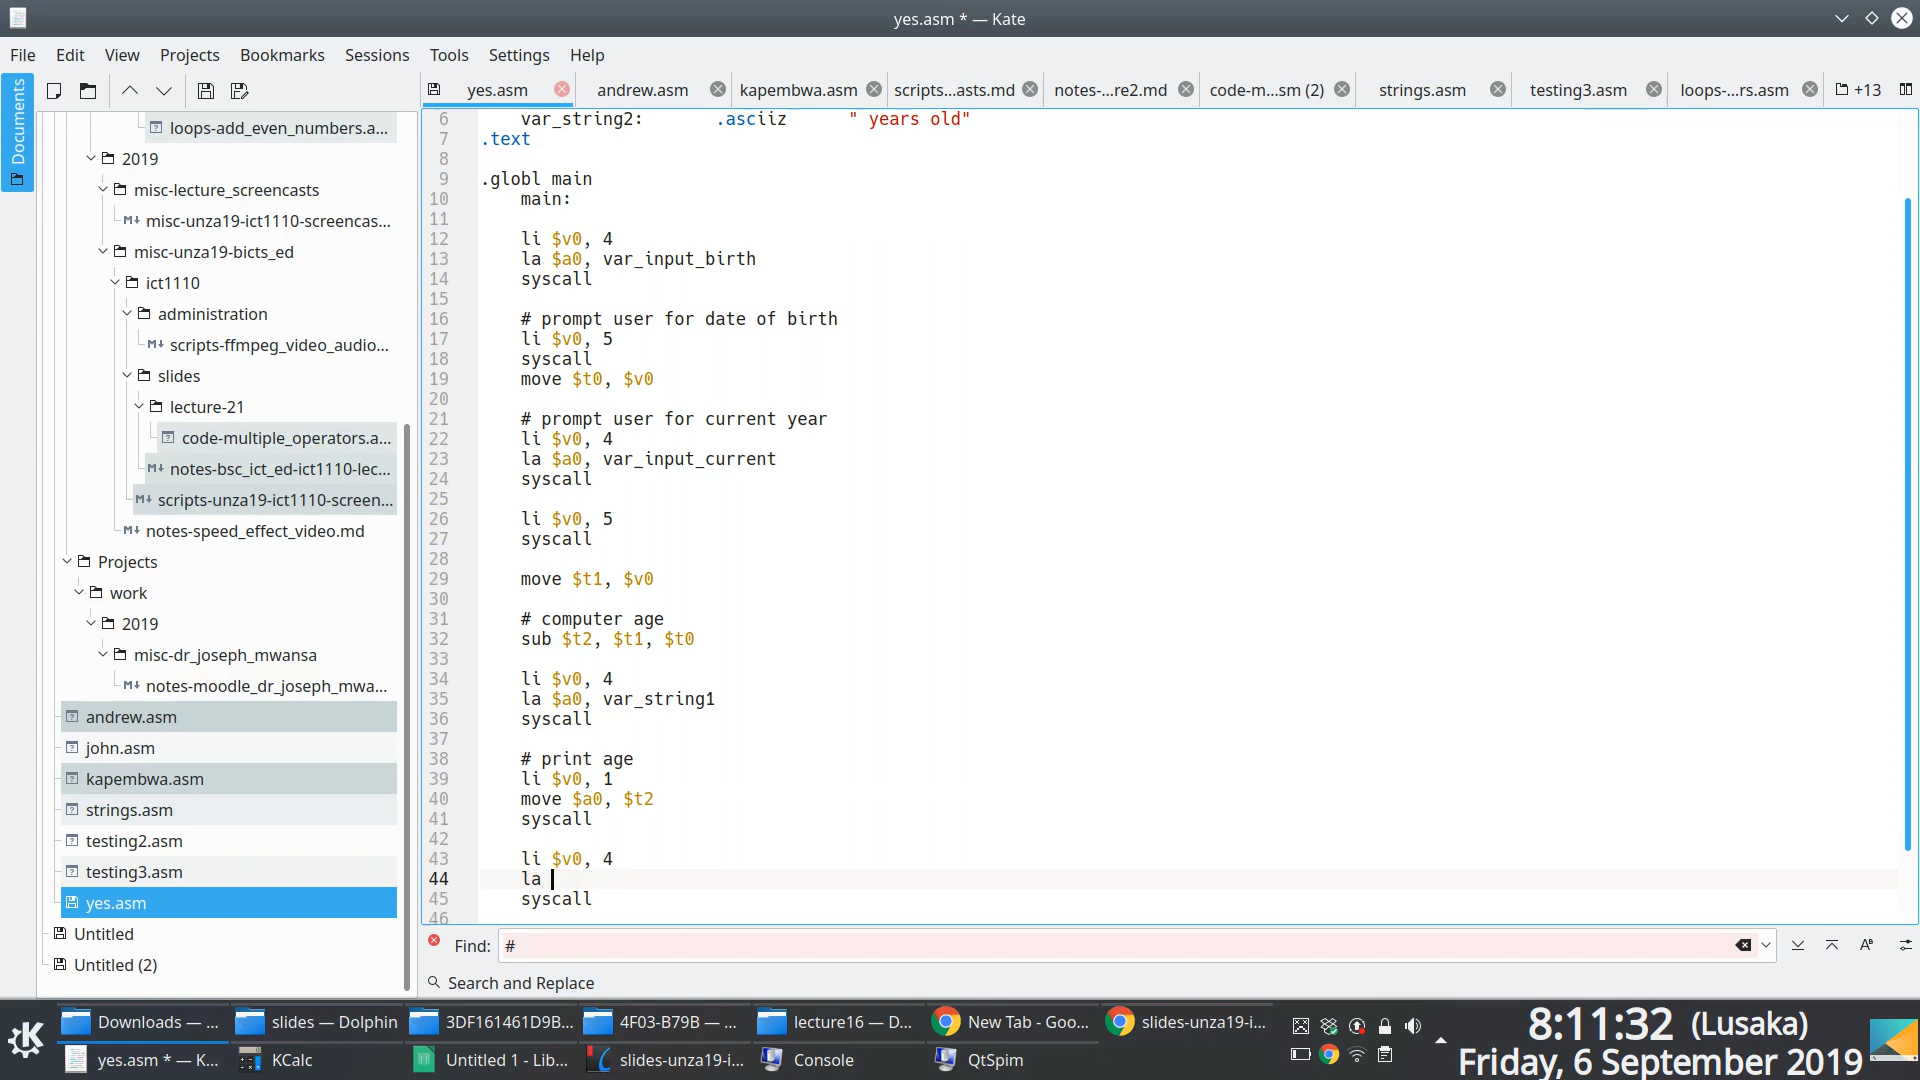 yes.asm * — Kate
File Edit View Projects Bookmarks Sessions Tools Settings Help
Documents
yes.asm andrew.asm kapembwa.asm scripts...asts.md notes-...re2.md code-m...sm (2) strings.asm testing3.asm loops-...rs.asm +13
loops-add_even_numbers.a...
2019
misc-lecture_screencasts
misc-unza19-ict1110-screencas...
misc-unza19-bicts_ed
ict1110
administration
scripts-ffmpeg_video_audio...
slides
lecture-21
code-multiple_operators.a...
notes-bsc_ict_ed-ict1110-lec...
scripts-unza19-ict1110-screen...
notes-speed_effect_video.md
Projects
work
2019
misc-dr_joseph_mwansa
notes-moodle_dr_joseph_mwa...
andrew.asm
john.asm
kapembwa.asm
strings.asm
testing2.asm
testing3.asm
yes.asm
Untitled
Untitled (2)
6 var_string2: .asciiz " years old"
7 .text
8
9 .globl main
10 main:
11
12 li $v0, 4
13 la $a0, var_input_birth
14 syscall
15
16 # prompt user for date of birth
17 li $v0, 5
18 syscall
19 move $t0, $v0
20
21 # prompt user for current year
22 li $v0, 4
23 la $a0, var_input_current
24 syscall
25
26 li $v0, 5
27 syscall
28
29 move $t1, $v0
30
31 # computer age
32 sub $t2, $t1, $t0
33
34 li $v0, 4
35 la $a0, var_string1
36 syscall
37
38 # print age
39 li $v0, 1
40 move $a0, $t2
41 syscall
42
43 li $v0, 4
44 la
45 syscall
46
Find: #
Search and Replace
Downloads — ... slides — Dolphin 3DF161461D9B... 4F03-B79B — ... lecture16 — D... New Tab - Goo... slides-unza19-i...
yes.asm * — K... KCalc Untitled 1 - Lib... slides-unza19-i... Console QtSpim
8:11:32 (Lusaka)
Friday, 6 September 2019